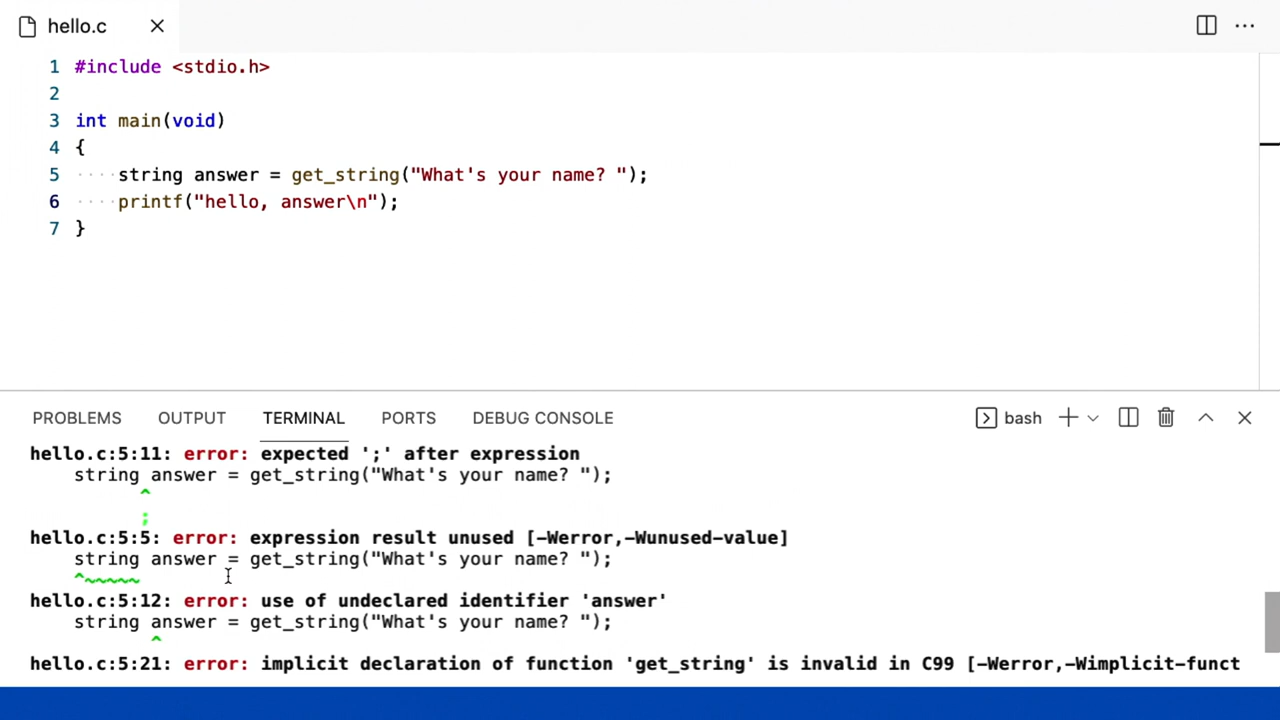 hello.c
1 #include <stdio.h>
2
3 int main(void)
4 {
5 ····string answer = get_string("What's your name? ");
6 ····printf("hello, answer\n");
7 }
PROBLEMS OUTPUT TERMINAL PORTS DEBUG CONSOLE bash
hello.c:5:11: error: expected ';' after expression
    string answer = get_string("What's your name? ");
          ^
          ;
hello.c:5:5: error: expression result unused [-Werror,-Wunused-value]
    string answer = get_string("What's your name? ");
    ^~~~~~
hello.c:5:12: error: use of undeclared identifier 'answer'
    string answer = get_string("What's your name? ");
           ^
hello.c:5:21: error: implicit declaration of function 'get_string' is invalid in C99 [-Werror,-Wimplicit-funct